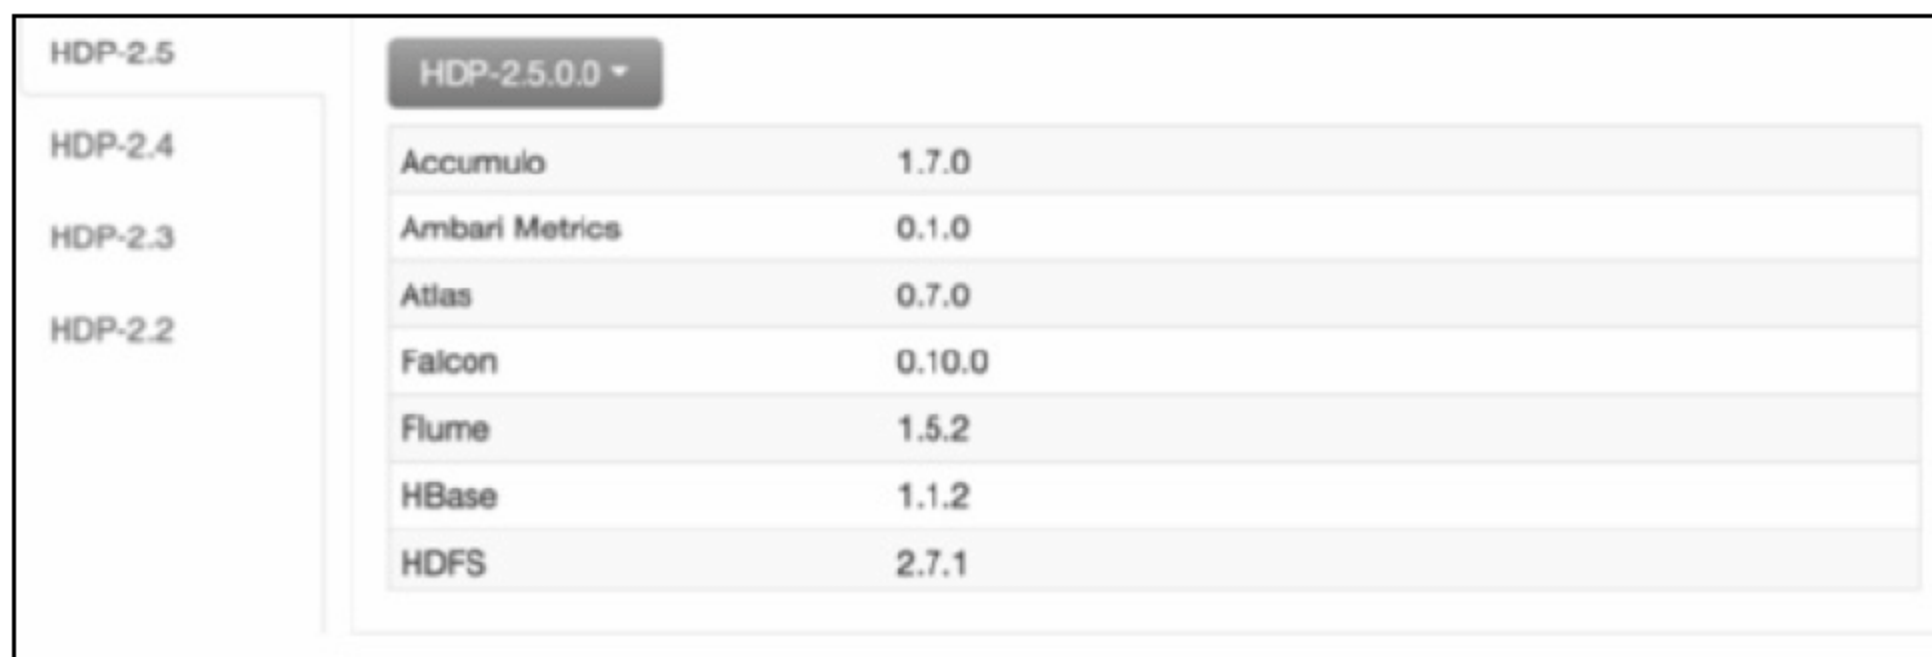 HDP-2.5
HDP-2.4
HDP-2.3
HDP-2.2
HDP-2.5.0.0
Accumulo 1.7.0
Ambari Metrics 0.1.0
Atlas 0.7.0
Falcon 0.10.0
Flume 1.5.2
HBase 1.1.2
HDFS 2.7.1